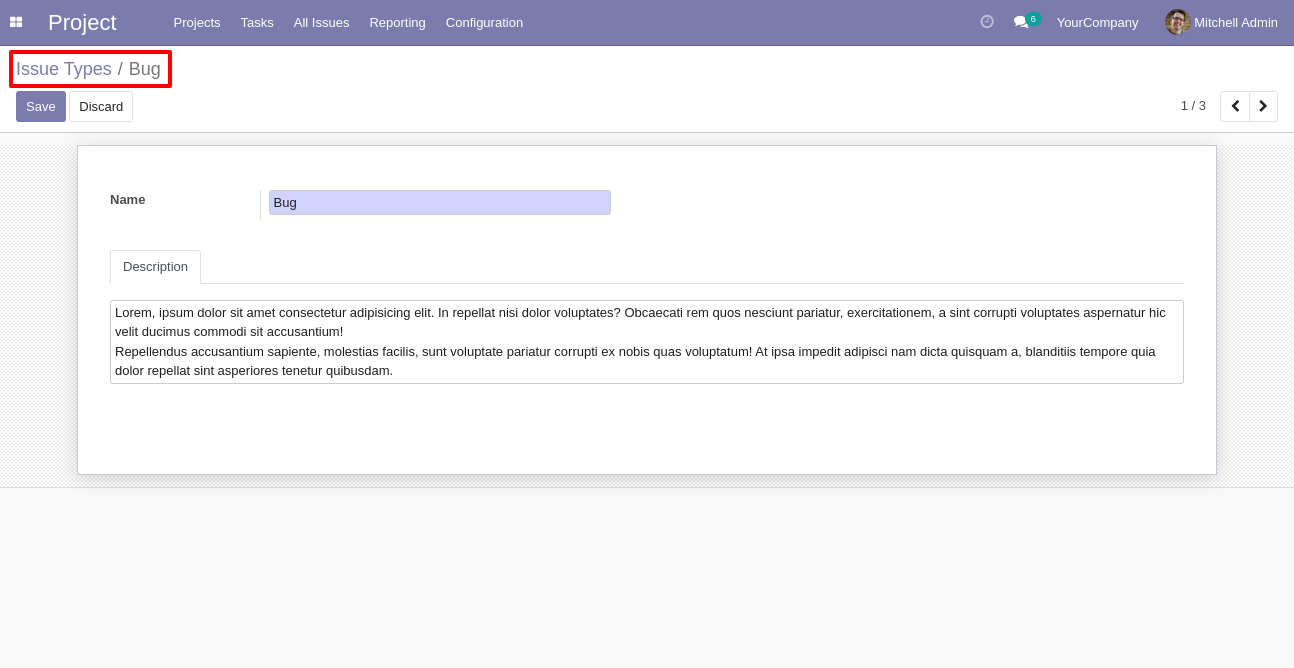 Project Projects Tasks All Issues Reporting Configuration 6 YourCompany Mitchell Admin
Issue Types / Bug
Save Discard 1 / 3
Name Bug
Description
Lorem, ipsum dolor sit amet consectetur adipisicing elit. In repellat nisi dolor voluptates? Obcaecati rem quos nesciunt pariatur, exercitationem, a sint corrupti voluptates aspernatur hic
velit ducimus commodi sit accusantium!
Repellendus accusantium sapiente, molestias facilis, sunt voluptate pariatur corrupti ex nobis quas voluptatum! At ipsa impedit adipisci nam dicta quisquam a, blanditiis tempore quia
dolor repellat sint asperiores tenetur quibusdam.